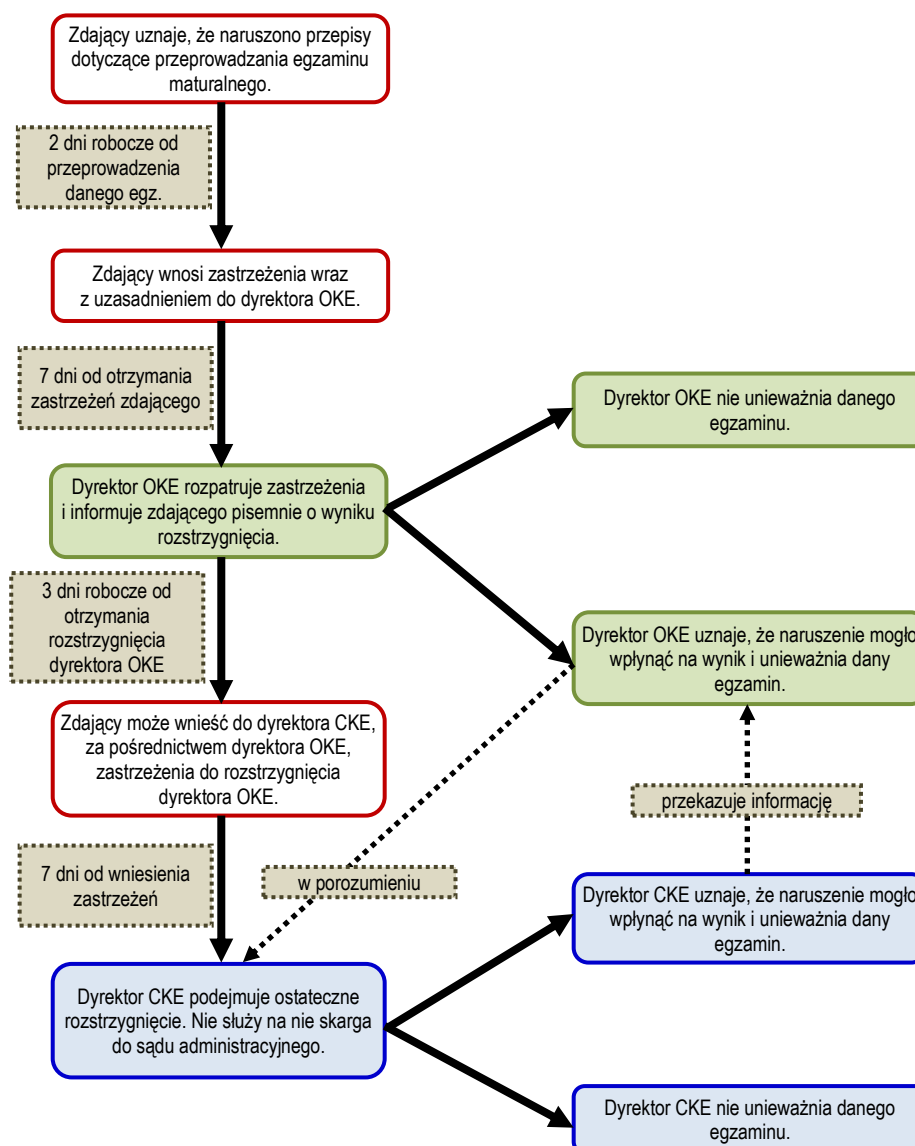 Zdający uznaje, że naruszono przepisy
dotyczące przeprowadzania egzaminu
maturalnego.
2 dni robocze od
przeprowadzenia
danego egz.
Zdający wnosi zastrzeżenia wraz
z uzasadnieniem do dyrektora OKE.
7 dni od otrzymania
zastrzeżeń zdającego
Dyrektor OKE nie unieważnia danego
egzaminu.
Dyrektor OKE rozpatruje zastrzeżenia
i informuje zdającego pisemnie o wyniku
rozstrzygnięcia.
3 dni robocze od
otrzymania
rozstrzygnięcia
dyrektora OKE
Dyrektor OKE uznaje, że naruszenie mogło
wpłynąć na wynik i unieważnia dany
egzamin.
Zdający może wnieść do dyrektora CKE,
za pośrednictwem dyrektora OKE,
zastrzeżenia do rozstrzygnięcia
dyrektora OKE.
przekazuje informację
7 dni od wniesienia
zastrzeżeń
w porozumieniu
Dyrektor CKE uznaje, że naruszenie mogło
wpłynąć na wynik i unieważnia dany
egzamin.
Dyrektor CKE podejmuje ostateczne
rozstrzygnięcie. Nie służy na nie skarga
do sądu administracyjnego.
Dyrektor CKE nie unieważnia danego
egzaminu.